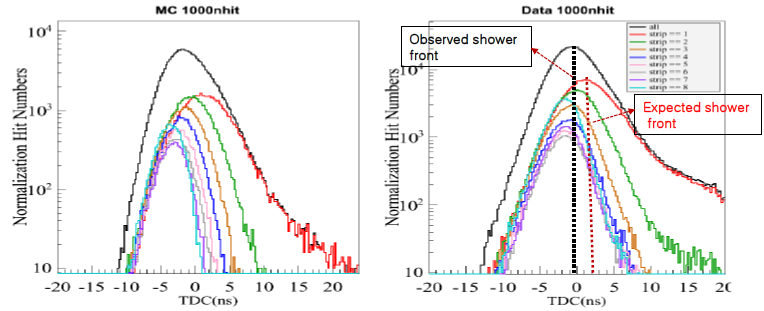 MC 1000nhit
Normalization Hit Numbers
10⁴
10³
10²
10
-20 -15 -10 -5 0 5 10 15 20
TDC(ns)
Data 1000nhit
Normalization Hit Numbers
10⁴
10³
10²
10
-20 -15 -10 -5 0 5 10 15
TDC(ns)
all
strip == 1
strip == 2
strip == 3
strip == 4
strip == 5
strip == 6
strip == 7
strip == 8
Observed shower
front
Expected shower
front